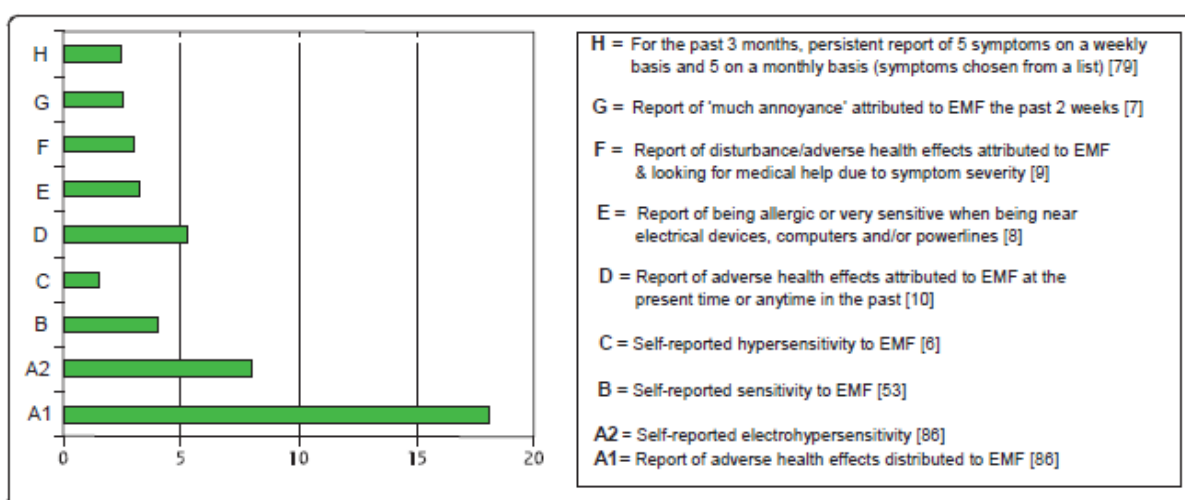 H
G
F
E
D
C
B
A2
A1
0 5 10 15 20
H = For the past 3 months, persistent report of 5 symptoms on a weekly
basis and 5 on a monthly basis (symptoms chosen from a list) [79]
G = Report of 'much annoyance' attributed to EMF the past 2 weeks [7]
F = Report of disturbance/adverse health effects attributed to EMF
& looking for medical help due to symptom severity [9]
E = Report of being allergic or very sensitive when being near
electrical devices, computers and/or powerlines [8]
D = Report of adverse health effects attributed to EMF at the
present time or anytime in the past [10]
C = Self-reported hypersensitivity to EMF [6]
B = Self-reported sensitivity to EMF [53]
A2 = Self-reported electrohypersensitivity [86]
A1= Report of adverse health effects distributed to EMF [86]